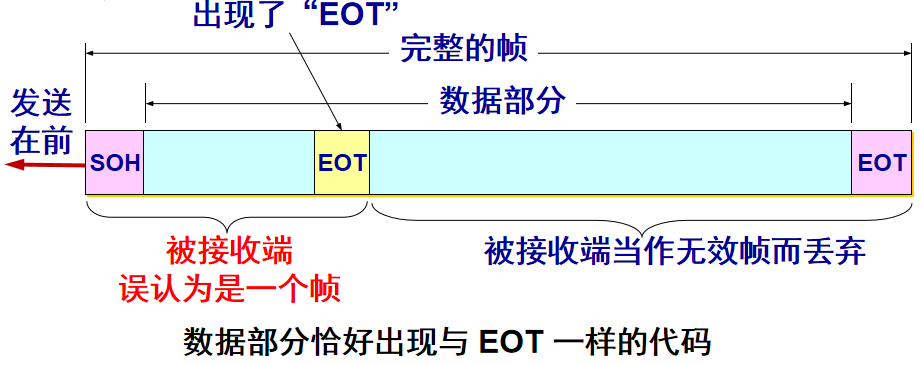 出现了“EOT”
完整的帧
数据部分
发送
在前
SOH
EOT
EOT
被接收端
误认为是一个帧
被接收端当作无效帧而丢弃
数据部分恰好出现与 EOT 一样的代码